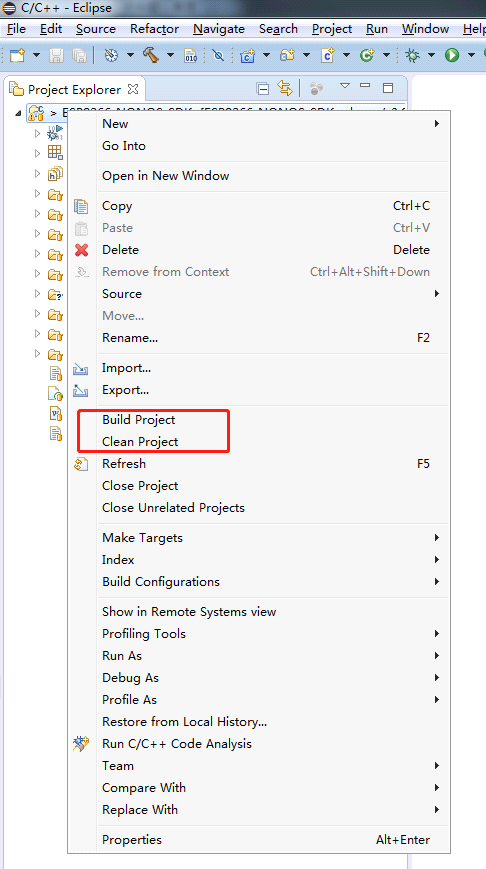 C/C++ - Eclipse
File Edit Source Refactor Navigate Search Project Run Window Help
Project Explorer
New
Go Into
Open in New Window
Copy Ctrl+C
Paste Ctrl+V
Delete Delete
Remove from Context Ctrl+Alt+Shift+Down
Source
Move...
Rename... F2
Import...
Export...
Build Project
Clean Project
Refresh F5
Close Project
Close Unrelated Projects
Make Targets
Index
Build Configurations
Show in Remote Systems view
Profiling Tools
Run As
Debug As
Profile As
Restore from Local History...
Run C/C++ Code Analysis
Team
Compare With
Replace With
Properties Alt+Enter